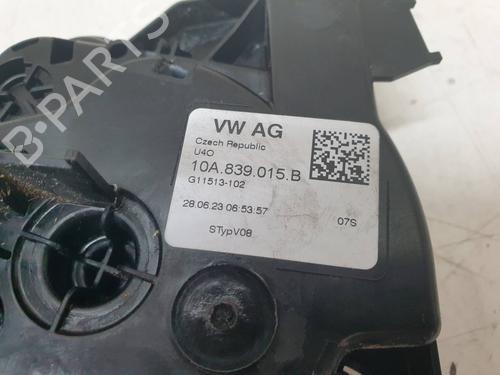 B-PARTS
VW AG
Czech Republic
U4O
10A.839.015.B
G11513-102
28.06.23 06:53:57
07S
STypV08